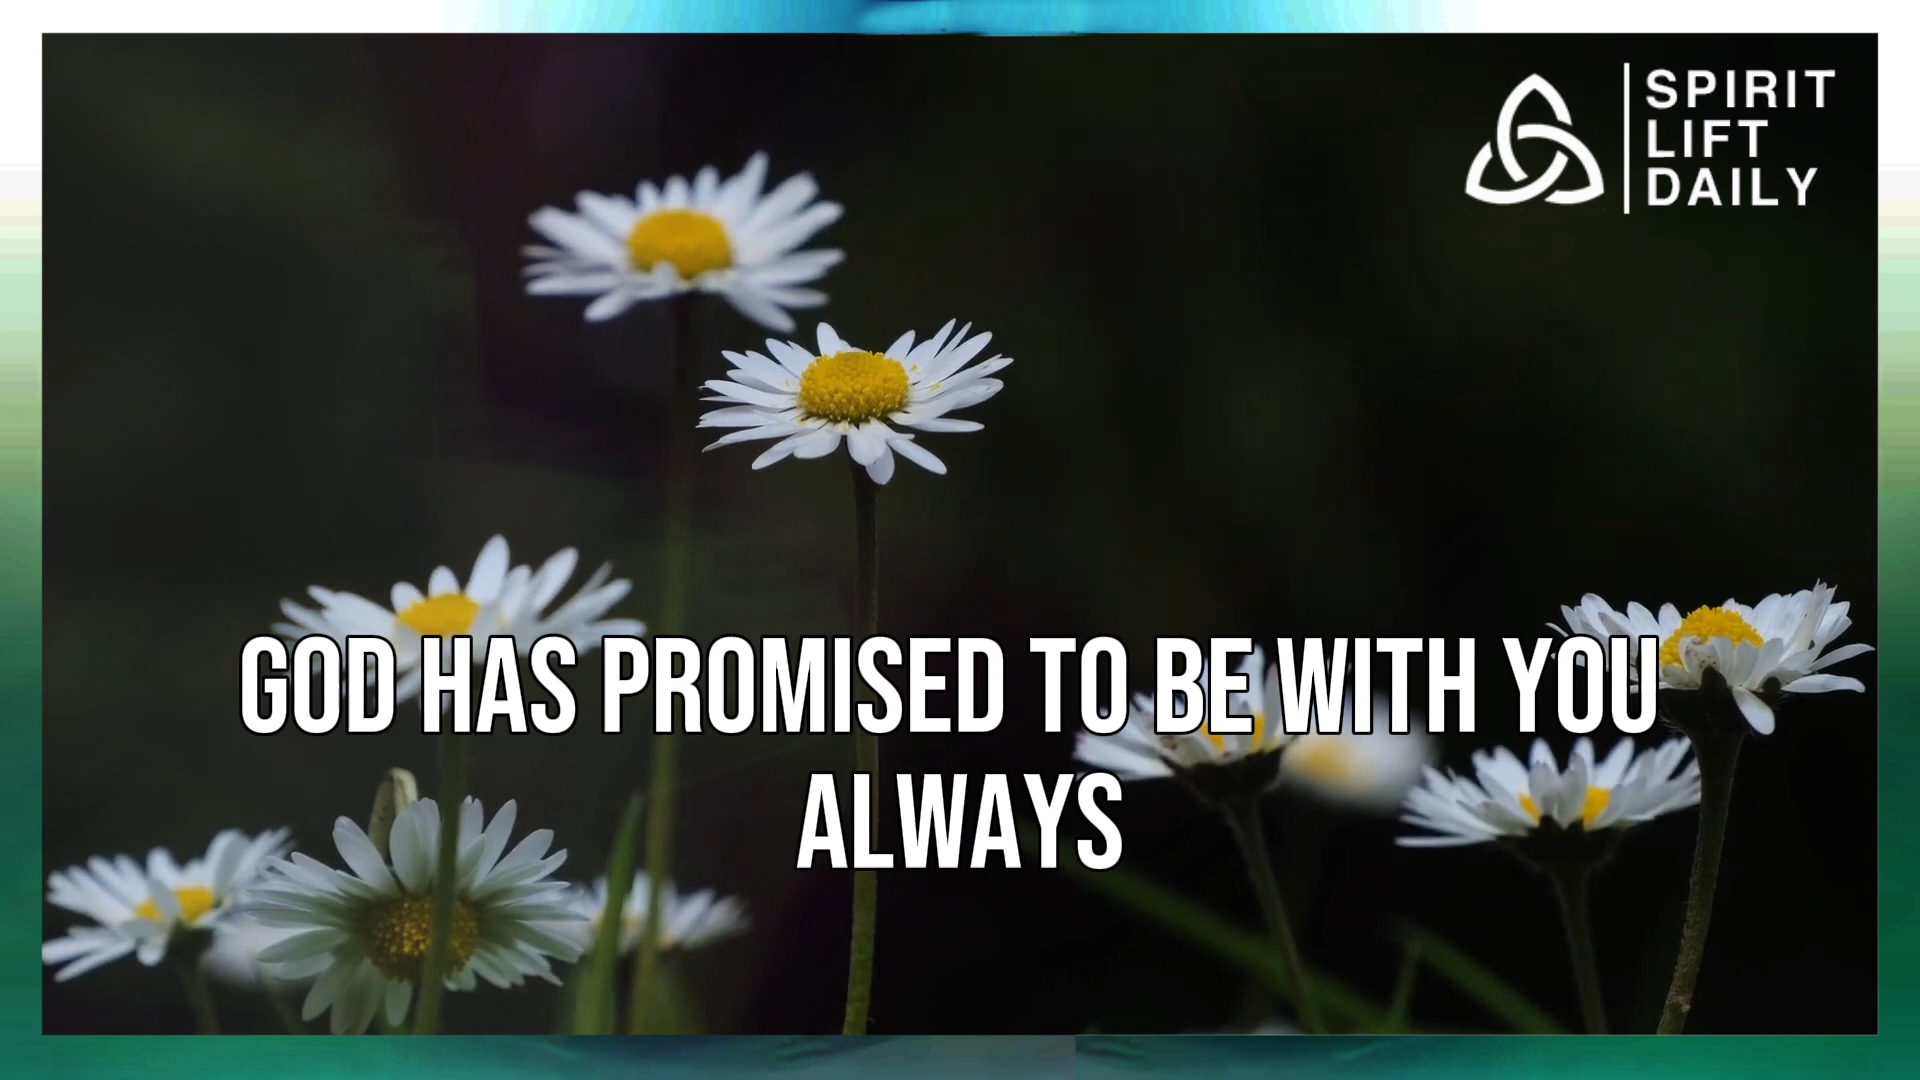 SPIRIT
LIFT
DAILY
GOD HAS PROMISED TO BE WITH YOU
ALWAYS